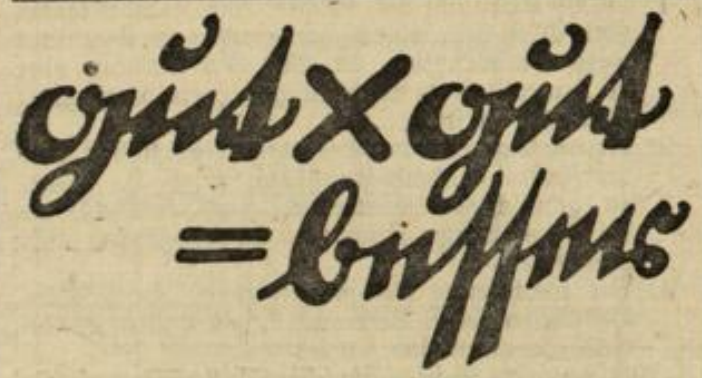 gut × gut
= besser